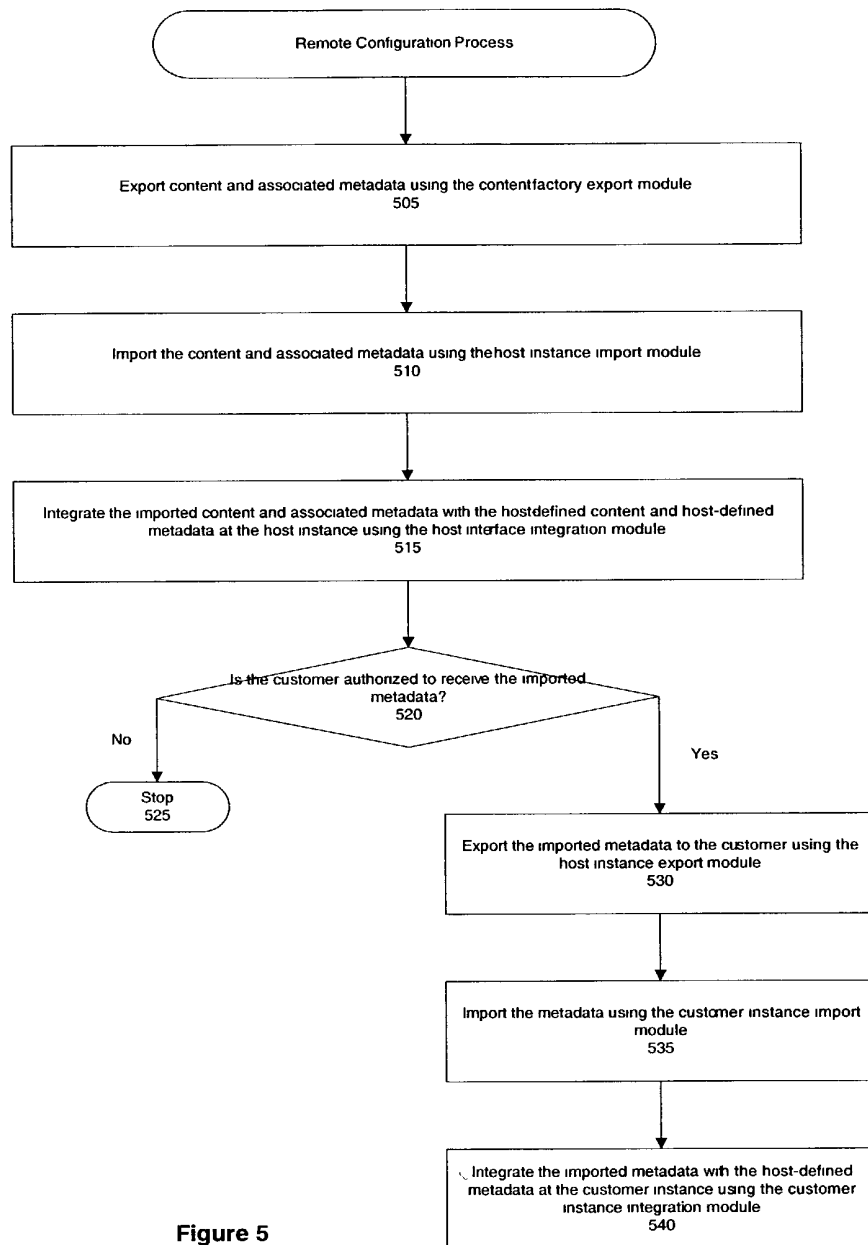 Remote Configuration Process
Export content and associated metadata using the contentfactory export module
505
Import the content and associated metadata using the host instance import module
510
Integrate the imported content and associated metadata with the hostdefined content and host-defined
metadata at the host instance using the host interface integration module
515
Is the customer authorized to receive the imported
metadata?
520
No
Yes
Stop
525
Export the imported metadata to the customer using the
host instance export module
530
Import the metadata using the customer instance import
module
535
Integrate the imported metadata with the host-defined
metadata at the customer instance using the customer
instance integration module
540
Figure 5